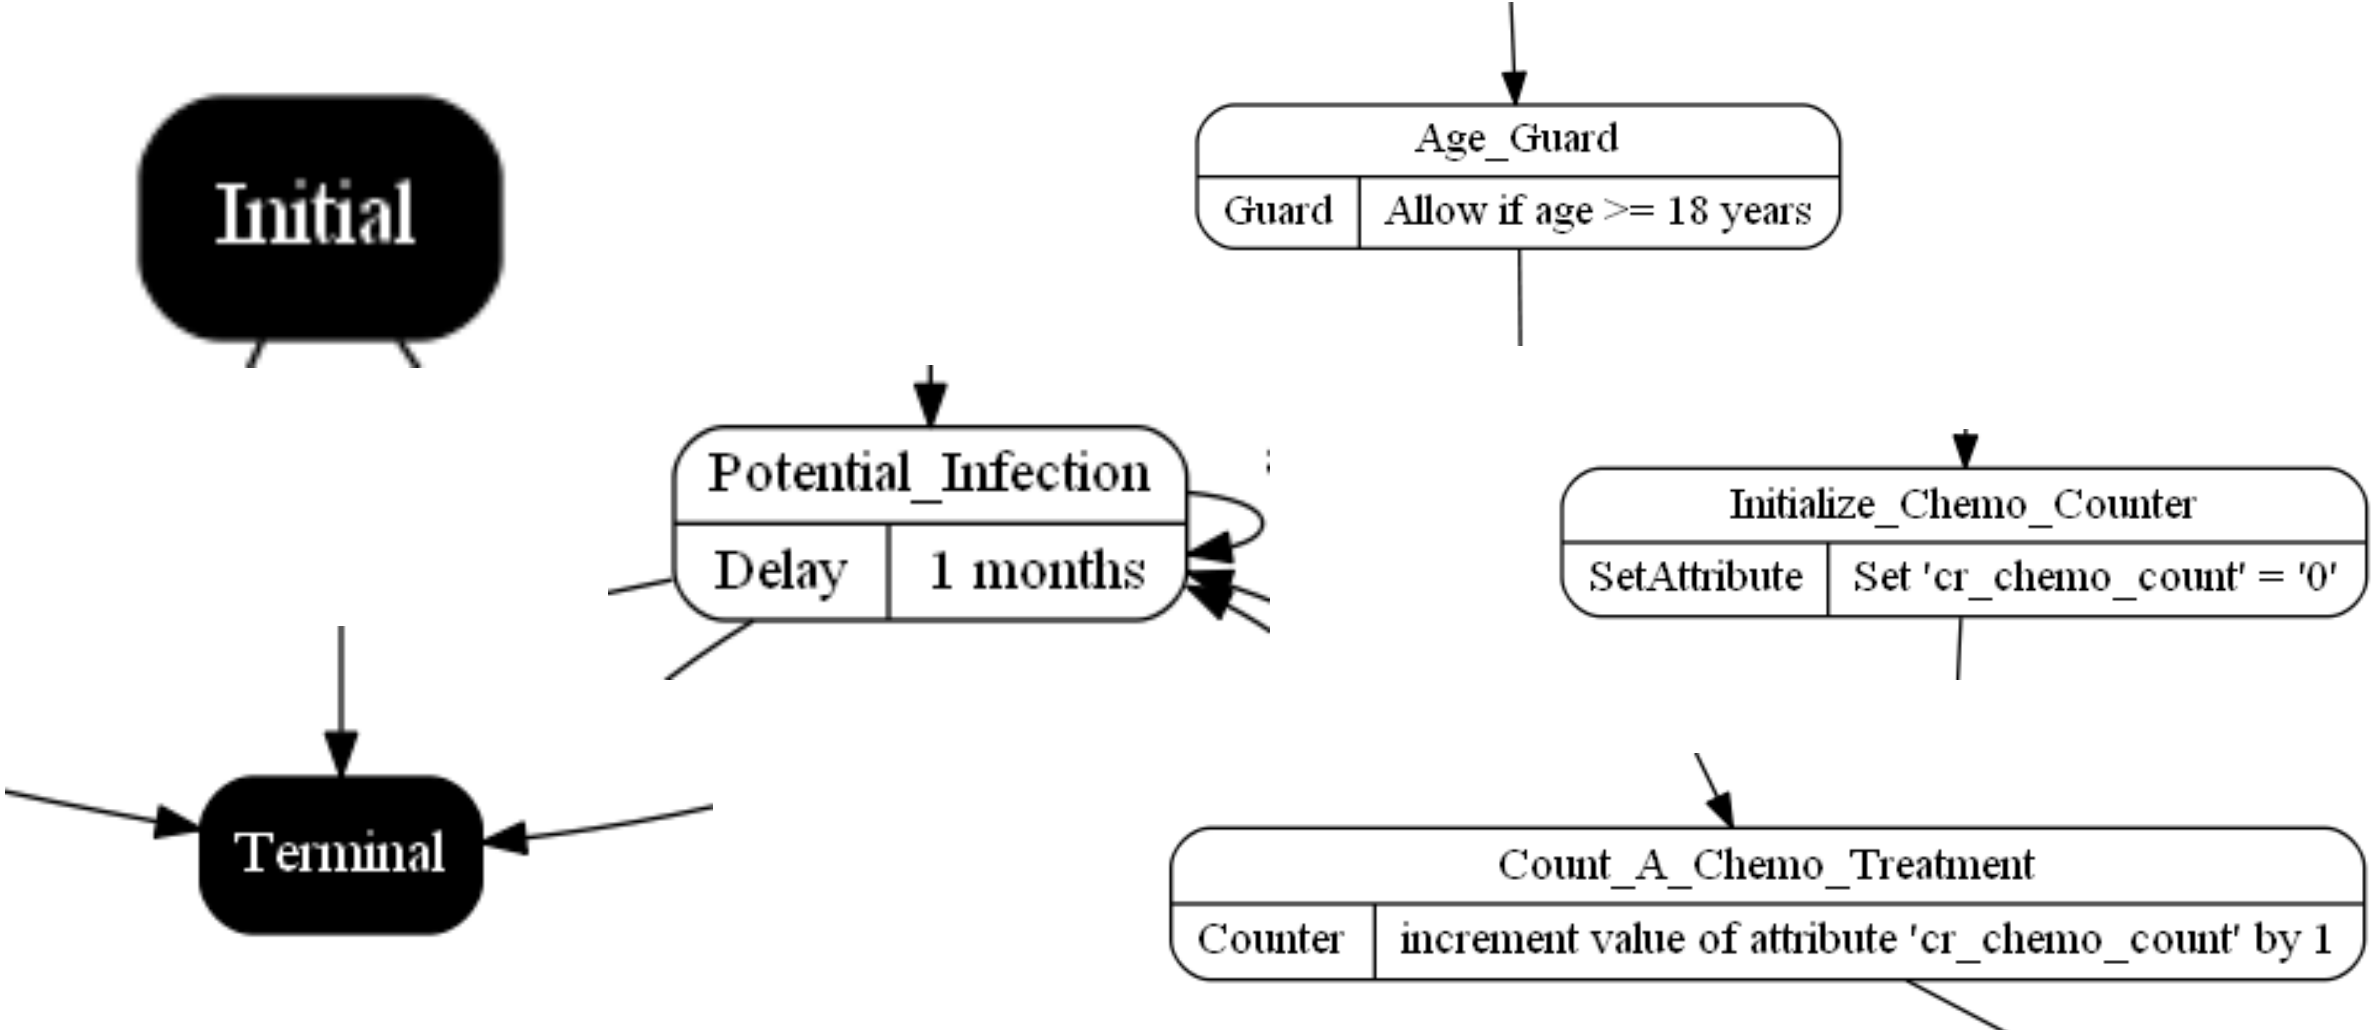 Initial
Age_Guard
Guard Allow if age >= 18 years
Potential_Infection
Delay 1 months
Initialize_Chemo_Counter
SetAttribute Set 'cr_chemo_count' = '0'
Terminal
Count_A_Chemo_Treatment
Counter increment value of attribute 'cr_chemo_count' by 1